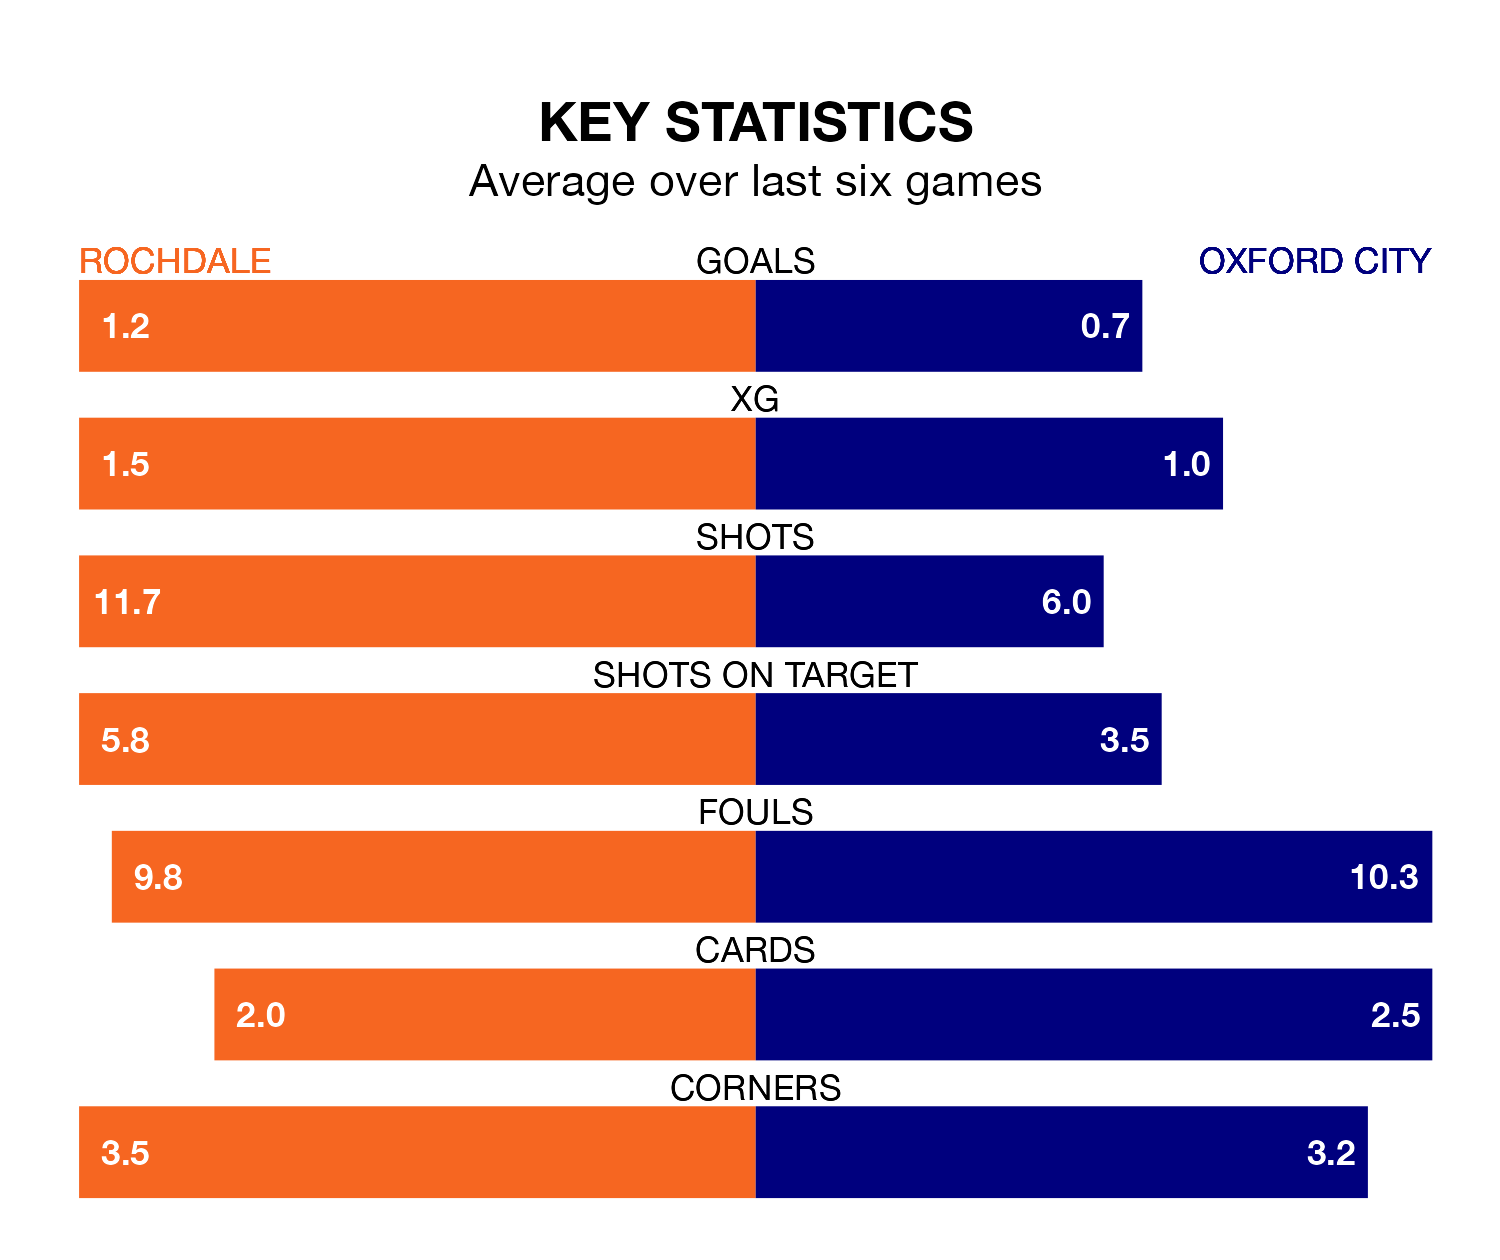 KEY STATISTICS
Average over last six games
ROCHDALE GOALS OXFORD CITY
1.2 0.7
XG
1.5 1.0
SHOTS
11.7 6.0
SHOTS ON TARGET
5.8 3.5
FOULS
9.8 10.3
CARDS
2.0 2.5
CORNERS
3.5 3.2